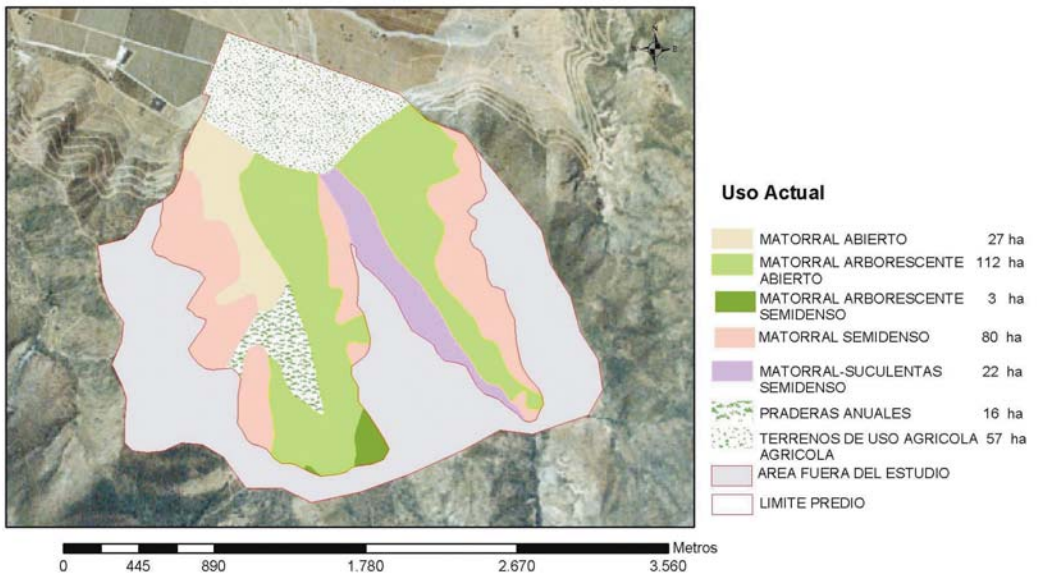 N
E
Uso Actual
MATORRAL ABIERTO 27 ha
MATORRAL ARBORESCENTE 112 ha
ABIERTO
MATORRAL ARBORESCENTE 3 ha
SEMIDENSO
MATORRAL SEMIDENSO 80 ha
MATORRAL-SUCULENTAS 22 ha
SEMIDENSO
PRADERAS ANUALES 16 ha
TERRENOS DE USO AGRICOLA 57 ha
AGRICOLA
AREA FUERA DEL ESTUDIO
LIMITE PREDIO
Metros
0 445 890 1.780 2.670 3.560